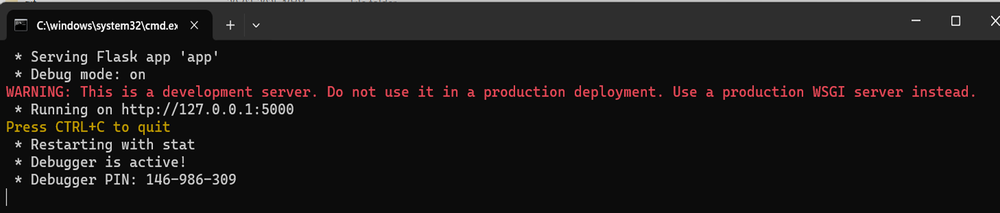 C:\windows\system32\cmd.ex
* Serving Flask app 'app'
* Debug mode: on
WARNING: This is a development server. Do not use it in a production deployment. Use a production WSGI server instead.
* Running on http://127.0.0.1:5000
Press CTRL+C to quit
* Restarting with stat
* Debugger is active!
* Debugger PIN: 146-986-309